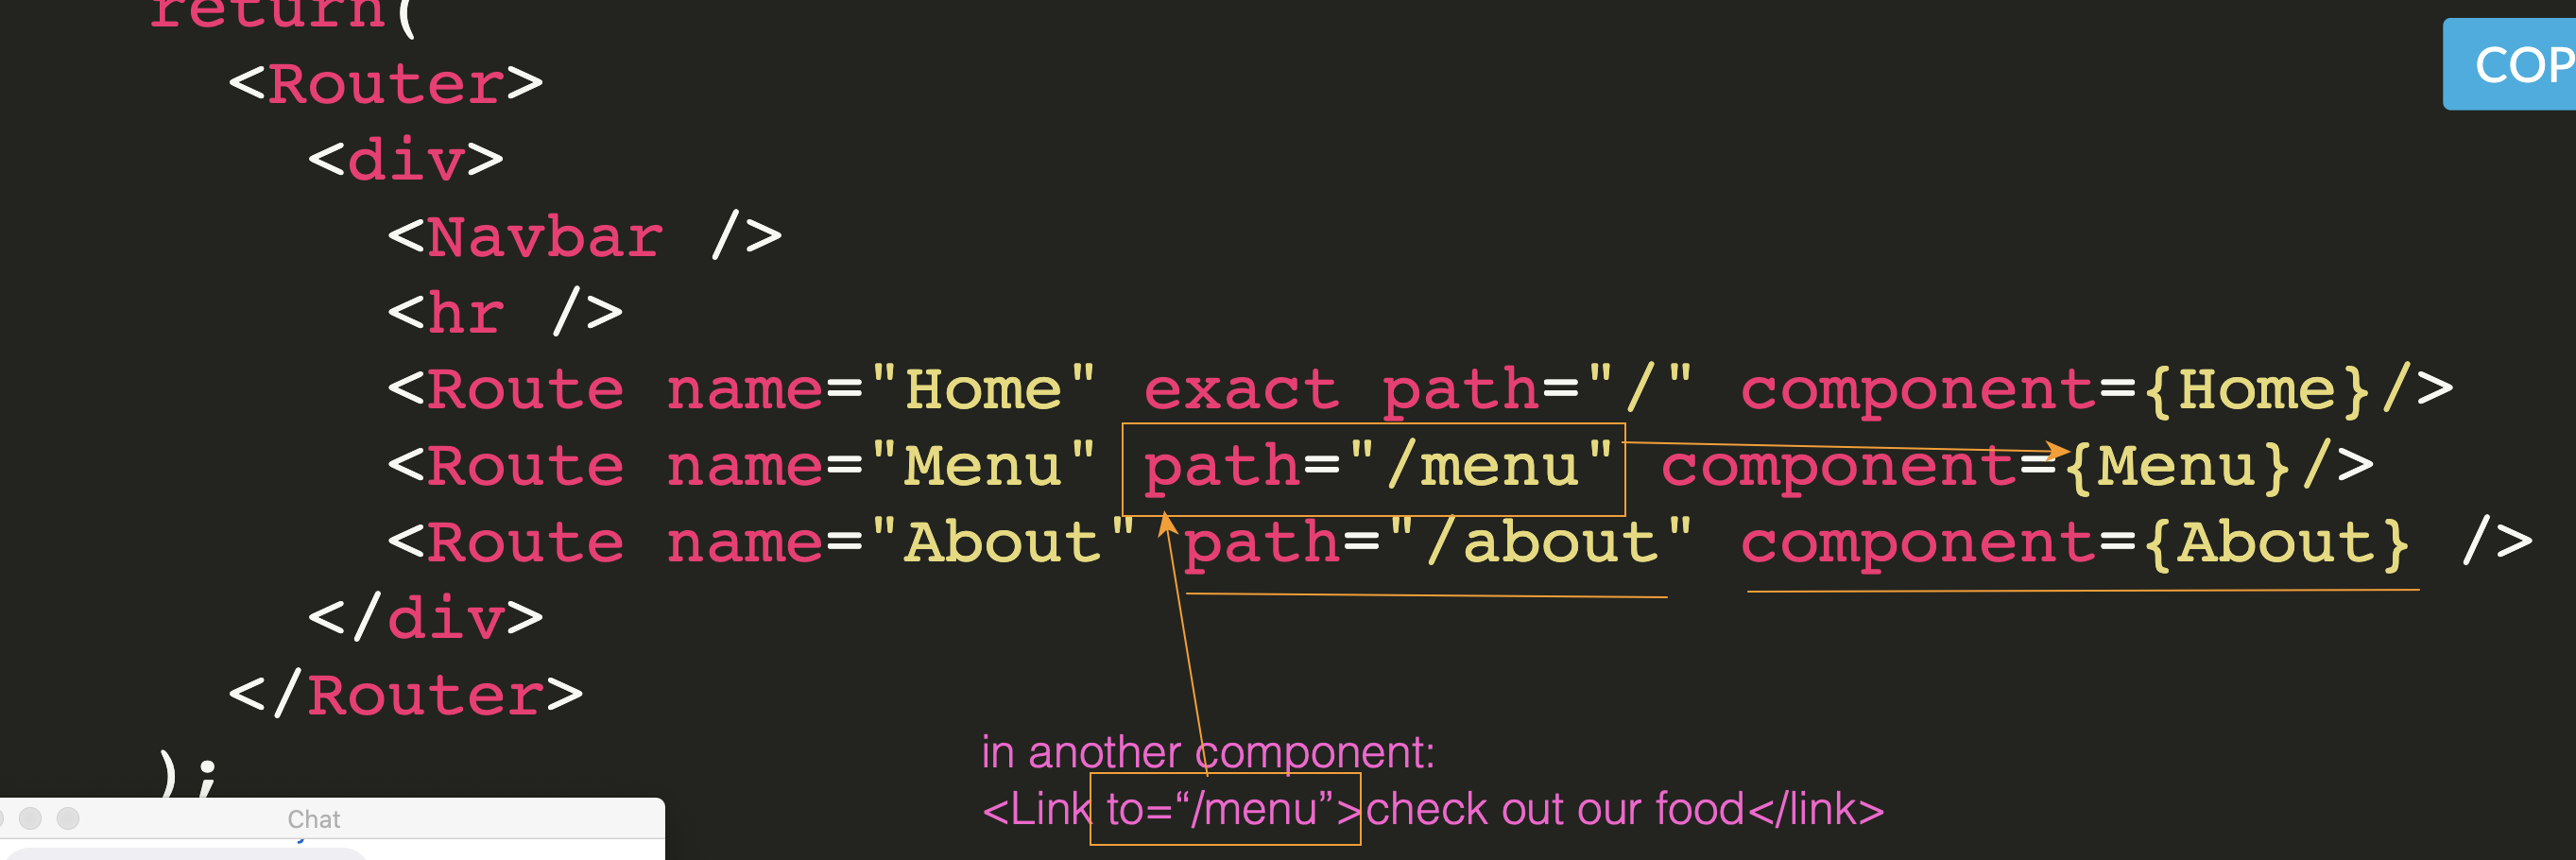 return(
<Router>
<div>
<Navbar />
<hr />
<Route name="Home" exact path="/" component={Home}/>
<Route name="Menu" path="/menu" component={Menu}/>
<Route name="About" path="/about" component={About} />
</div>
</Router>
);
COP
in another component:
<Link to=“/menu”>check out our food</link>
Chat